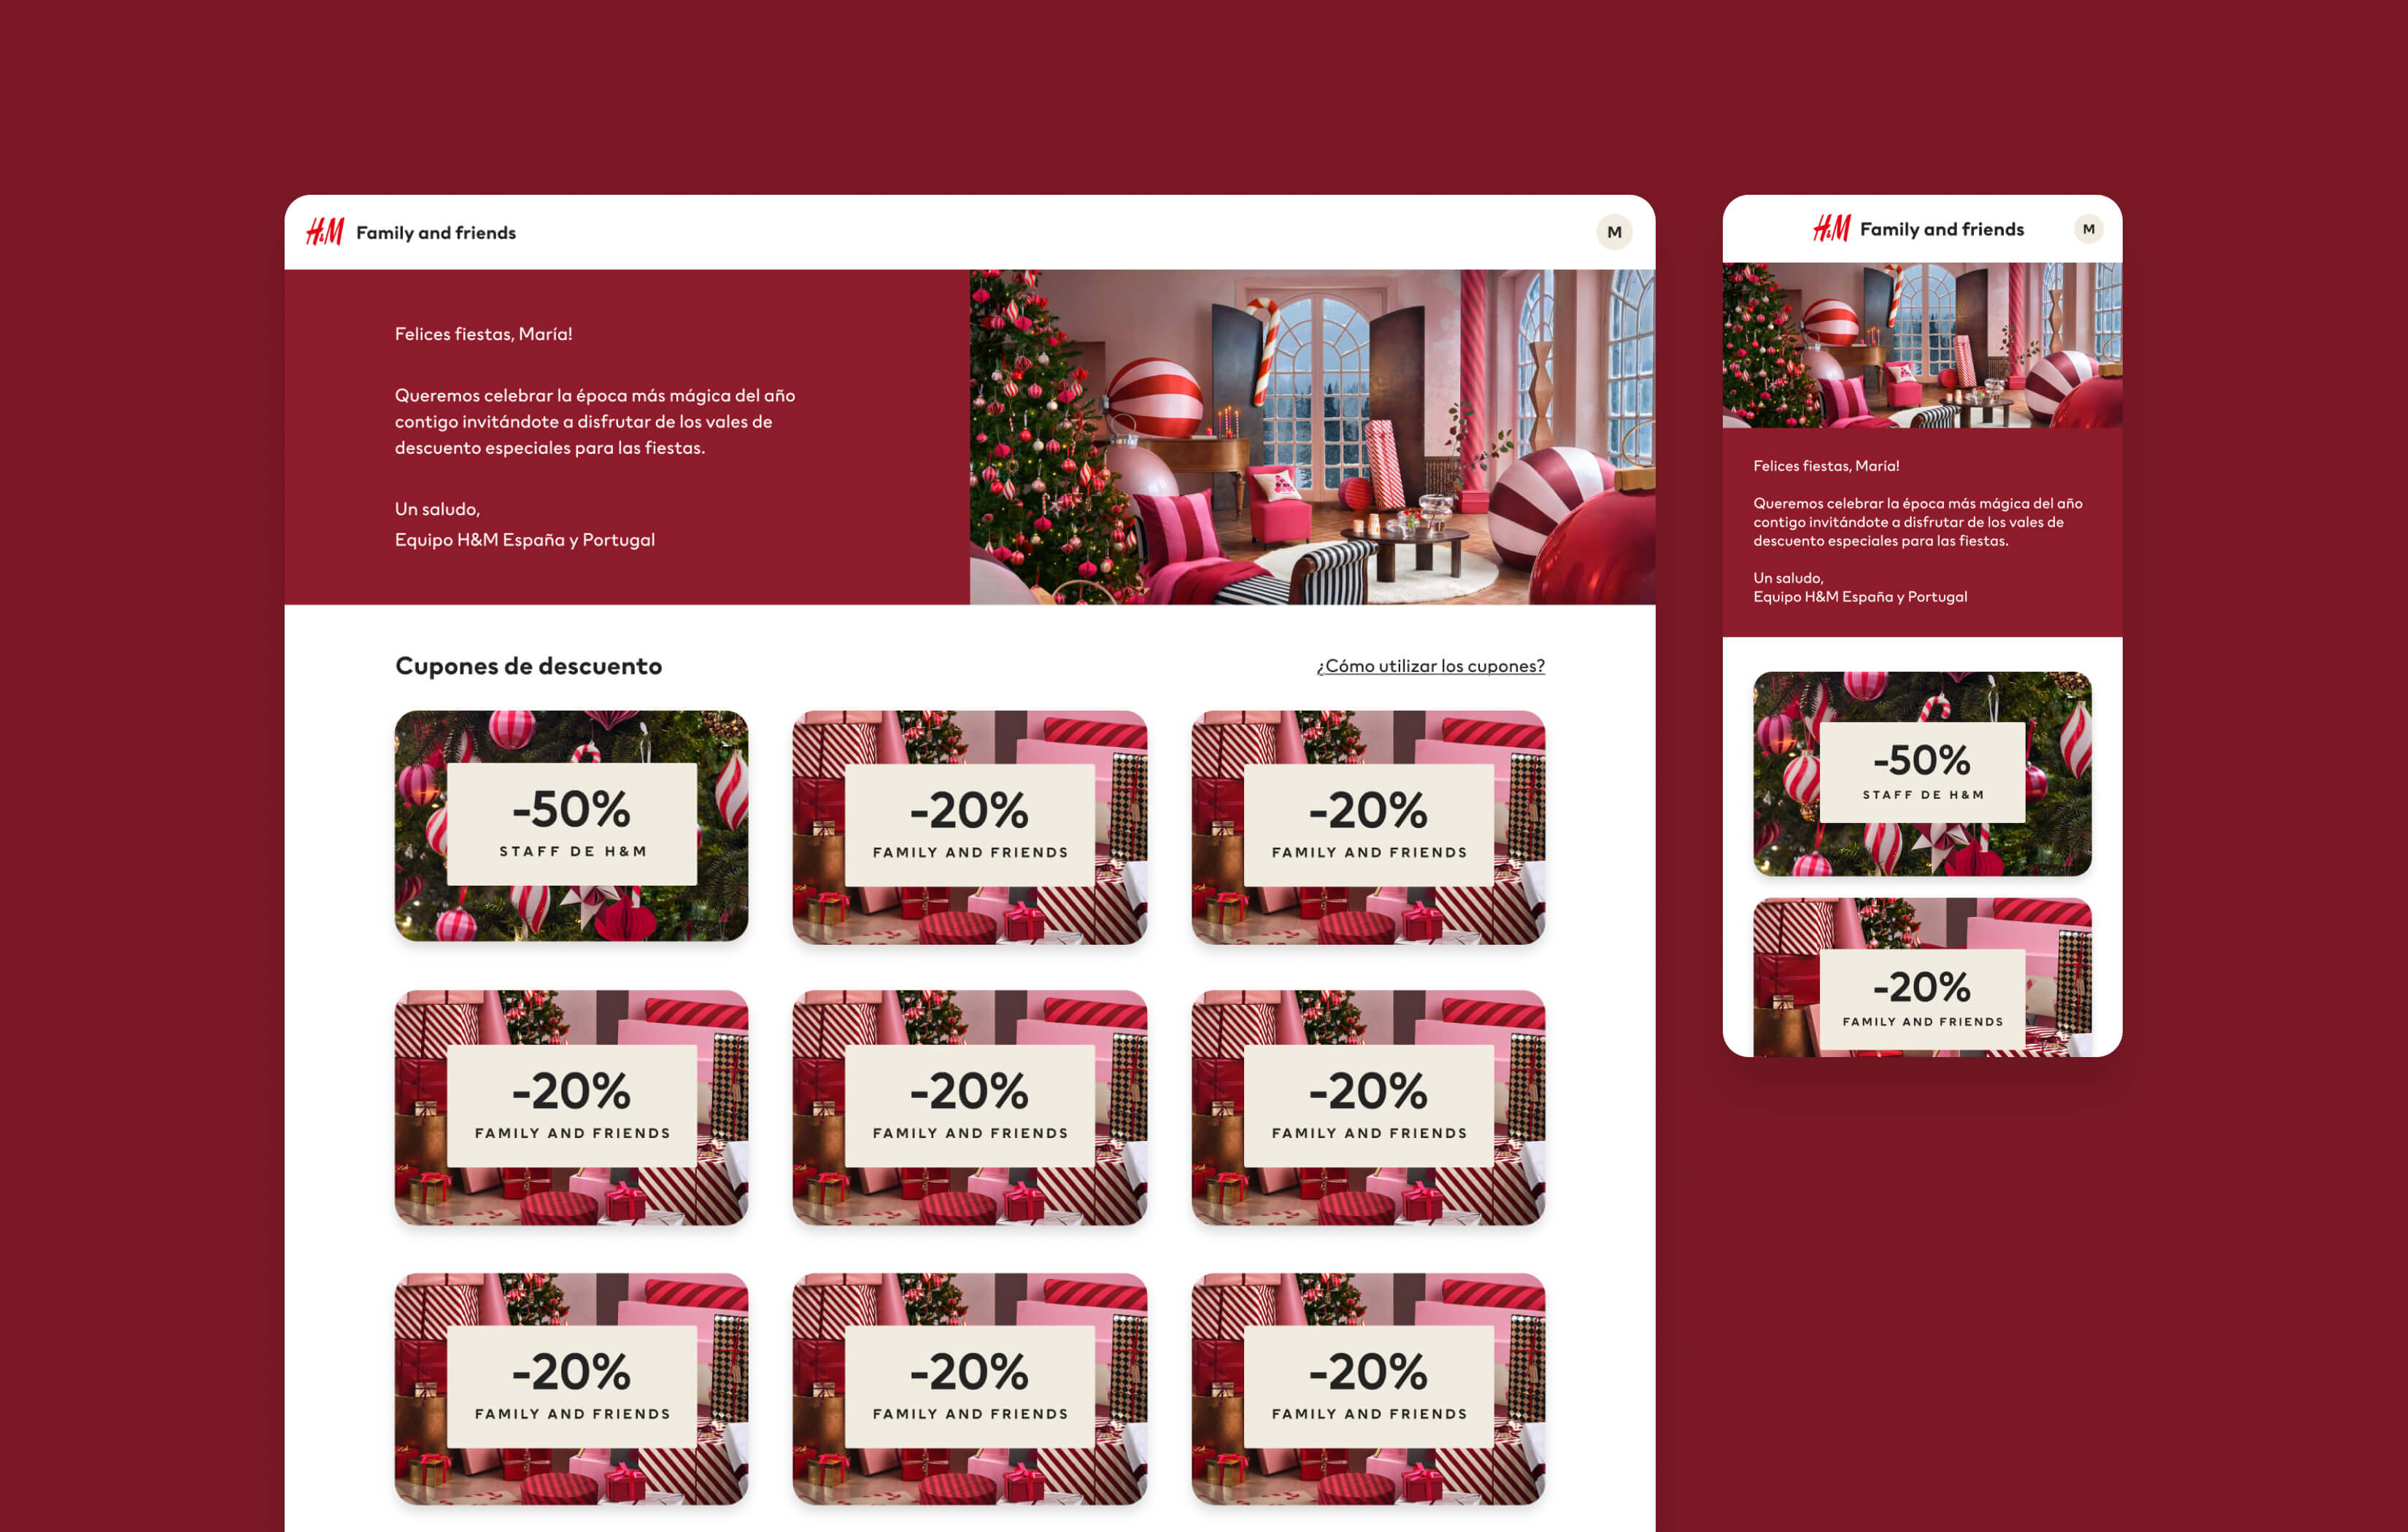 H&M Family and friends
M
Felices fiestas, María!
Queremos celebrar la época más mágica del año
contigo invitándote a disfrutar de los vales de
descuento especiales para las fiestas.
Un saludo,
Equipo H&M España y Portugal
Cupones de descuento
¿Cómo utilizar los cupones?
-50%
STAFF DE H&M
-20%
FAMILY AND FRIENDS
-20%
FAMILY AND FRIENDS
-20%
FAMILY AND FRIENDS
-20%
FAMILY AND FRIENDS
-20%
FAMILY AND FRIENDS
-20%
FAMILY AND FRIENDS
-20%
FAMILY AND FRIENDS
-20%
FAMILY AND FRIENDS
H&M Family and friends
M
Felices fiestas, María!
Queremos celebrar la época más mágica del año
contigo invitándote a disfrutar de los vales de
descuento especiales para las fiestas.
Un saludo,
Equipo H&M España y Portugal
-50%
STAFF DE H&M
-20%
FAMILY AND FRIENDS